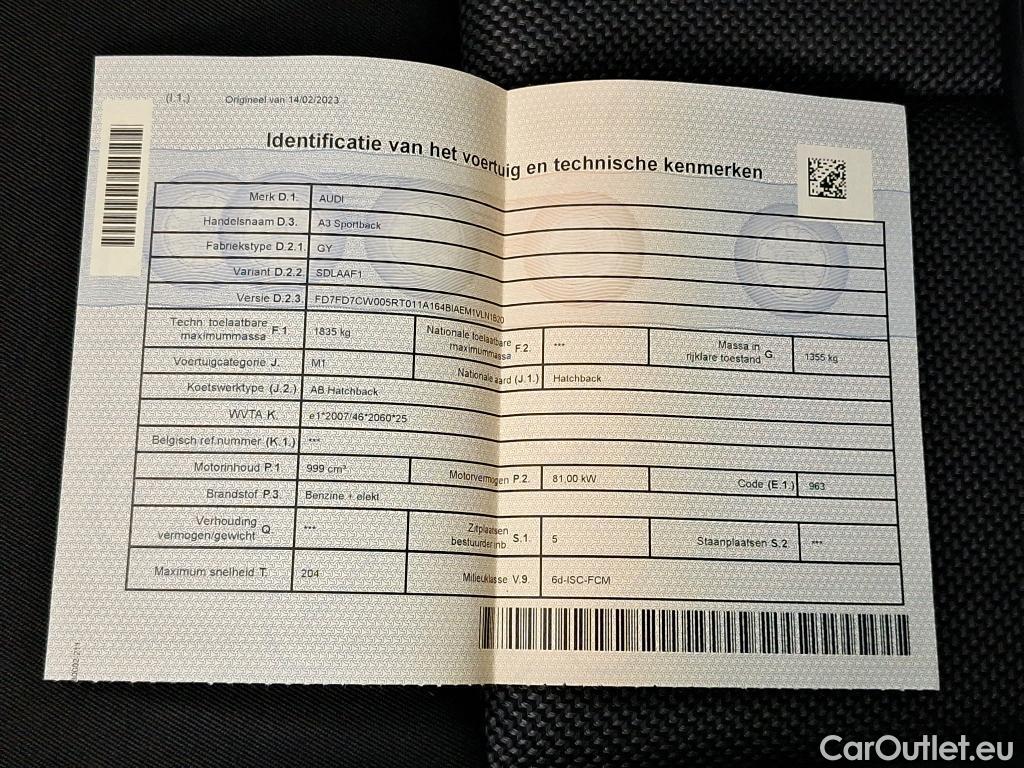 (I.1.) Origineel van 14/02/2023
Identificatie van het voertuig en technische kenmerken
Merk D.1. AUDI
Handelsnaam D.3. A3 Sportback
Fabriekstype D.2.1. GY
Variant D.2.2. SDLAAF1
Versie D.2.3. FD7FD7CW005RT011A164BIAEM1VLN1B2D
Techn. toelaatbare maximummassa F.1. 1835 kg Nationale toelaatbare maximummassa F.2. *** Massa in rijklare toestand G. 1355 kg
Voertuigcategorie J. M1 Nationale aard (J.1.) Hatchback
Koetswerktype (J.2.) AB Hatchback
WVTA K. e1*2007/46*2060*25
Belgisch ref.nummer (K.1.) ***
Motorinhoud P.1 999 cm³ Motorvermogen P.2. 81,00 kW Code (E.1.) 963
Brandstof P.3. Benzine + elekt
Verhouding vermogen/gewicht Q. *** Zitplaatsen bestuurder inb S.1. 5 Staanplaatsen S.2. ***
Maximum snelheid T. 204 Milieuklasse V.9. 6d-ISC-FCM
CarOutlet.eu